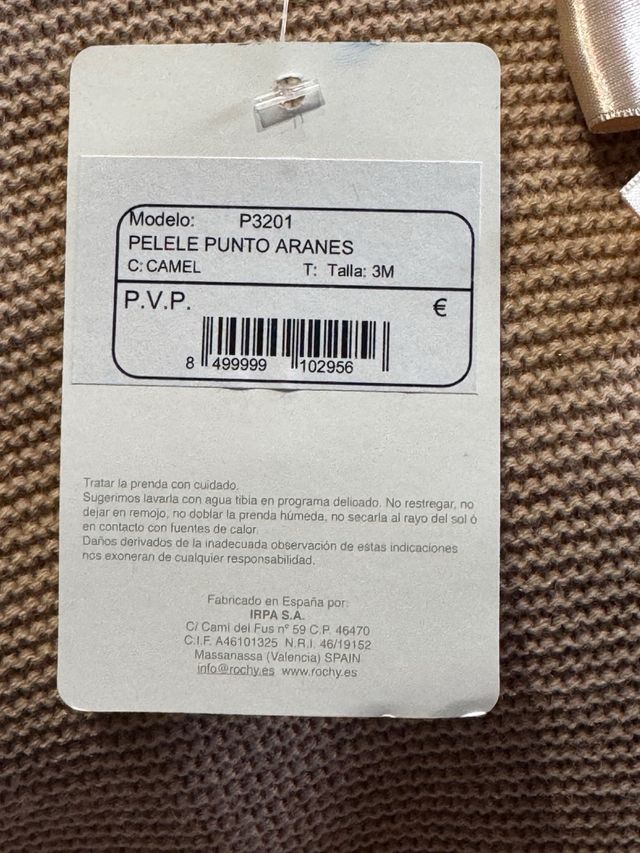 Modelo: P3201
PELELE PUNTO ARANES
C: CAMEL T: Talla: 3M
P.V.P. €
8 499999 102956
Tratar la prenda con cuidado.
Sugerimos lavarla con agua tibia en programa delicado. No restregar, no
dejar en remojo, no doblar la prenda húmeda, no secarla al rayo del sol ó
en contacto con fuentes de calor.
Daños derivados de la inadecuada observación de estas indicaciones
nos exoneran de cualquier responsabilidad.
Fabricado en España por:
IRPA S.A.
C/ Camí del Fus nº 59 C.P. 46470
C.I.F. A46101325 N.R.I. 46/19152
Massanassa (Valencia) SPAIN
info@rochy.es www.rochy.es